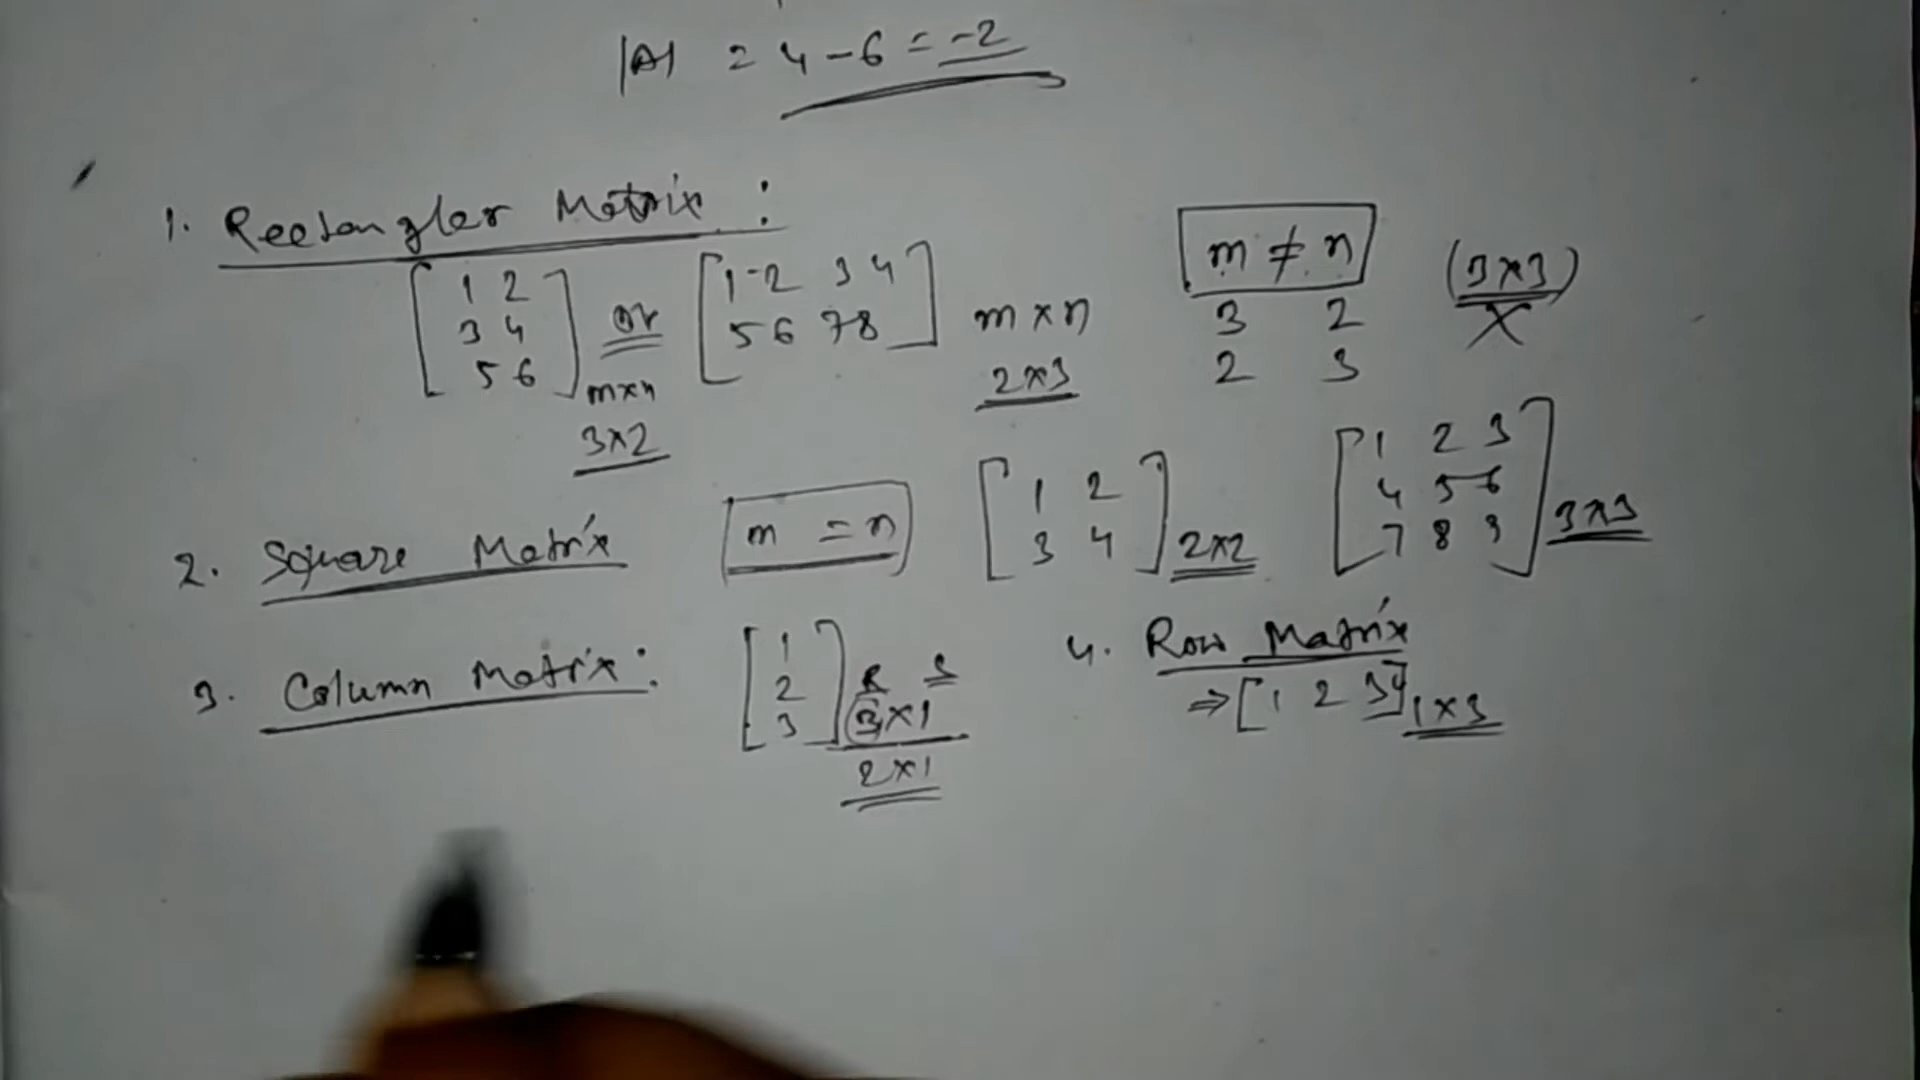 |A| = 4 - 6 = -2
1. Rectangler Matrix :
[1 2
3 4
5 6] m×n 3×2
or
[1 2 3 4
5 6 7 8] m×n 2×3
m ≠ n
3 2
2 3
(3×3) X
2. Square Matrix
m = n
[1 2
3 4] 2×2
[1 2 3
4 5 6
7 8 9] 3×3
3. Column Matrix :
[1
2
3] 3×1
2×1
4. Row Matrix
⇒ [1 2 3] 1×3